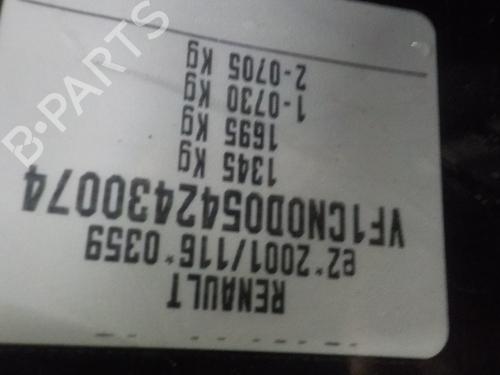 RENAULT
e2*2001/116*0359
VF1CN0D0542430074
1345 Kg
1695 Kg
1-0730 Kg
2-0705 Kg
B-PARTS